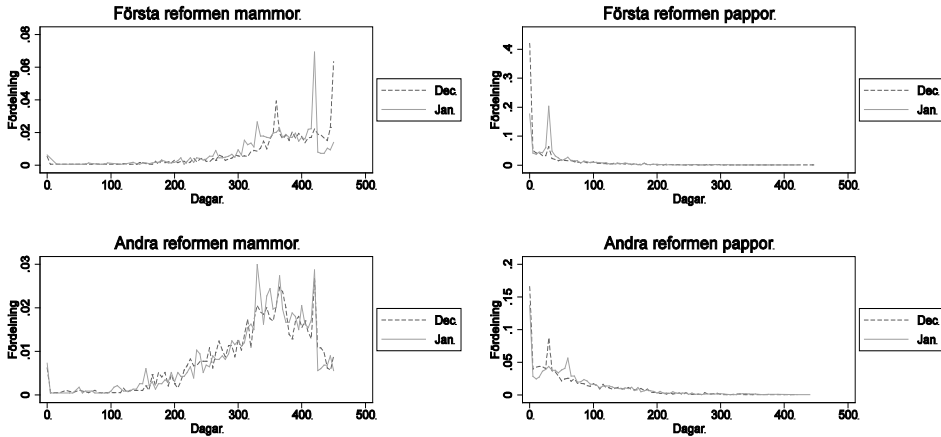 Första reformen mammor.
Fördelning
0 .02 .04 .06 .08
0. 100. 200. 300. 400. 500.
Dagar.
Dec.
Jan.
Första reformen pappor.
Fördelning
0 .1 .2 .3 .4
0. 100. 200. 300. 400. 500.
Dagar.
Dec.
Jan.
Andra reformen mammor.
Fördelning
0 .01 .02 .03
0. 100. 200. 300. 400. 500.
Dagar.
Dec.
Jan.
Andra reformen pappor.
Fördelning
0 .05 .1 .15 .2
0. 100. 200. 300. 400. 500.
Dagar.
Dec.
Jan.